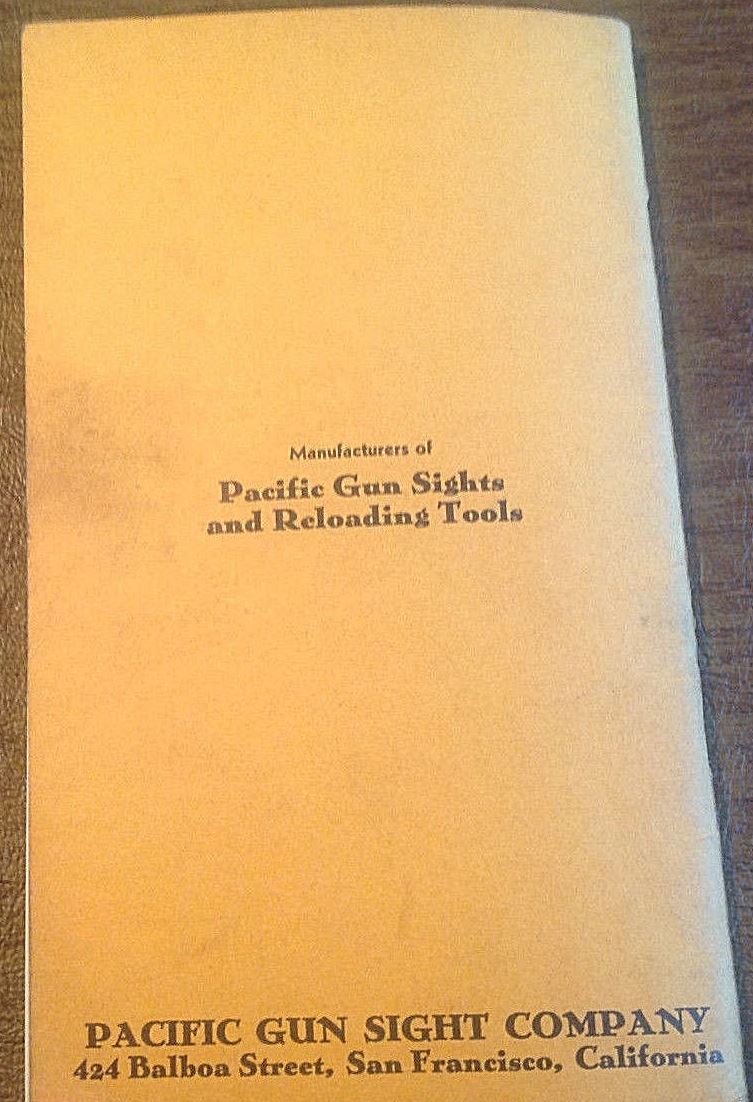 Manufacturers of
Pacific Gun Sights
and Reloading Tools
PACIFIC GUN SIGHT COMPANY
424 Balboa Street, San Francisco, California